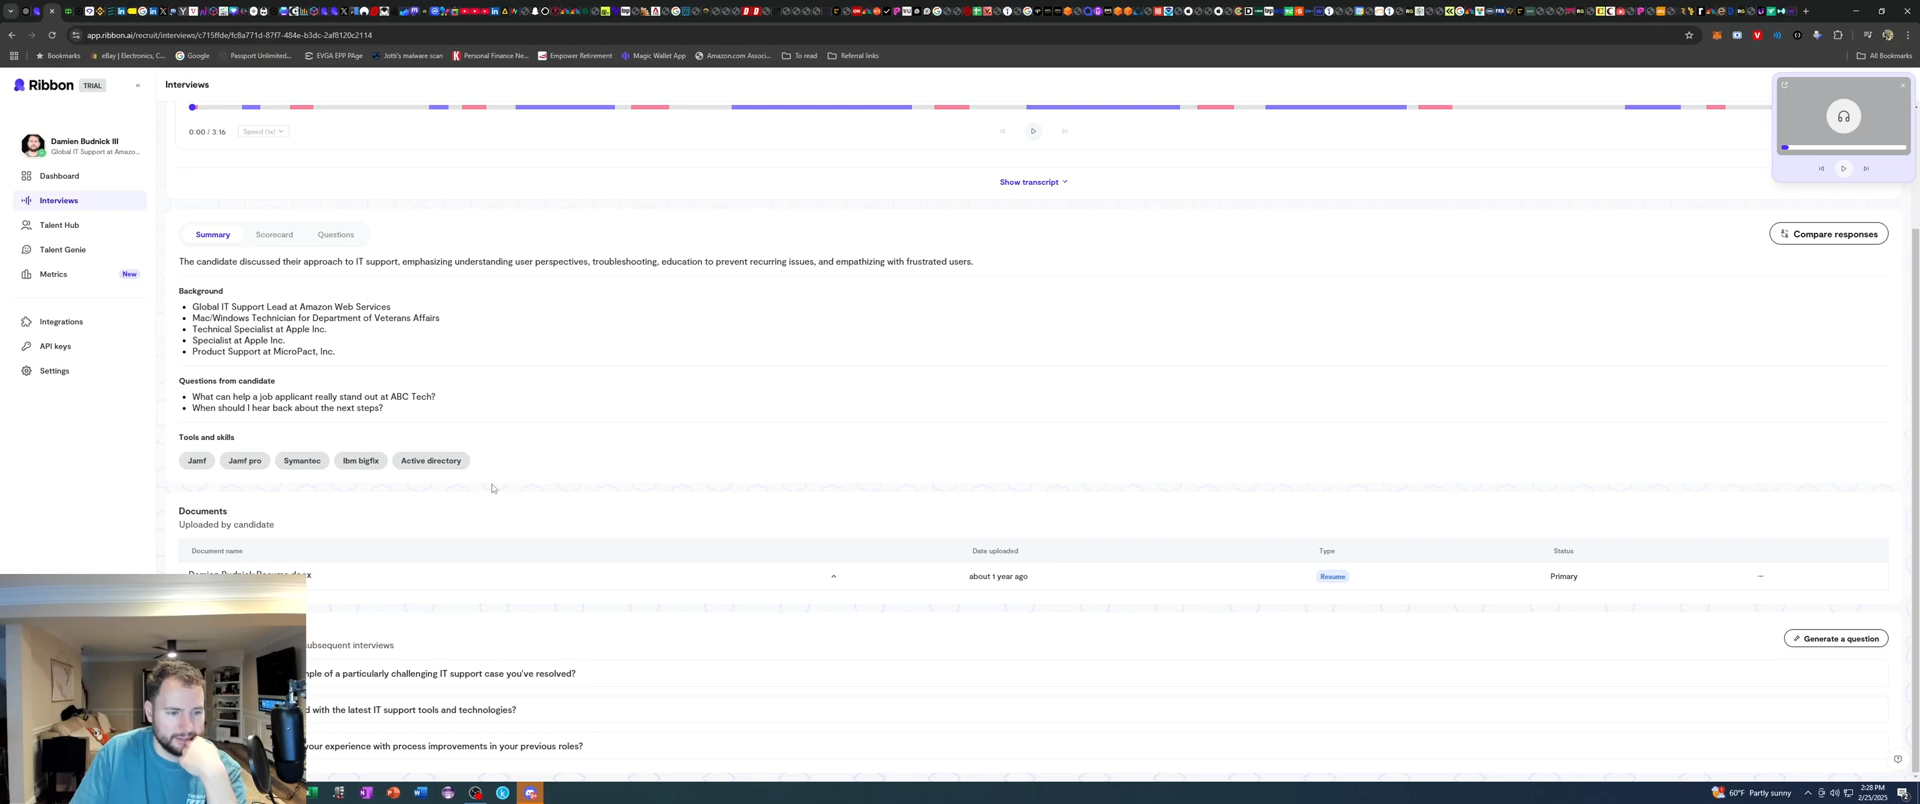 app.ribbon.ai/recruit/interviews/c715ffde/fc8a771d-87f7-484e-b3dc-2af8120c2114
Bookmarks
eBay | Electronics, C...
Google
Passport Unlimited...
EVGA EPP Page
Jotti's malware scan
Personal Finance Ne...
Empower Retirement
Magic Wallet App
Amazon.com Associ...
To read
Referral links
All Bookmarks
Ribbon TRIAL
Interviews
Damien Budnick III
Global IT Support at Amazo...
0:00 / 3:16
Speed (1x)
Dashboard
Interviews
Talent Hub
Talent Genie
Metrics New
Integrations
API keys
Settings
Show transcript
Summary
Scorecard
Questions
Compare responses
The candidate discussed their approach to IT support, emphasizing understanding user perspectives, troubleshooting, education to prevent recurring issues, and empathizing with frustrated users.
Background
Global IT Support Lead at Amazon Web Services
Mac/Windows Technician for Department of Veterans Affairs
Technical Specialist at Apple Inc.
Specialist at Apple Inc.
Product Support at MicroPact, Inc.
Questions from candidate
What can help a job applicant really stand out at ABC Tech?
When should I hear back about the next steps?
Tools and skills
Jamf
Jamf pro
Symantec
Ibm bigfix
Active directory
Documents
Uploaded by candidate
Document name
Date uploaded
Type
Status
Damien Budnick Resume.docx
about 1 year ago
Resume
Primary
subsequent interviews
Generate a question
of a particularly challenging IT support case you've resolved?
with the latest IT support tools and technologies?
your experience with process improvements in your previous roles?
60°F Partly sunny
2:28 PM
2/25/2025